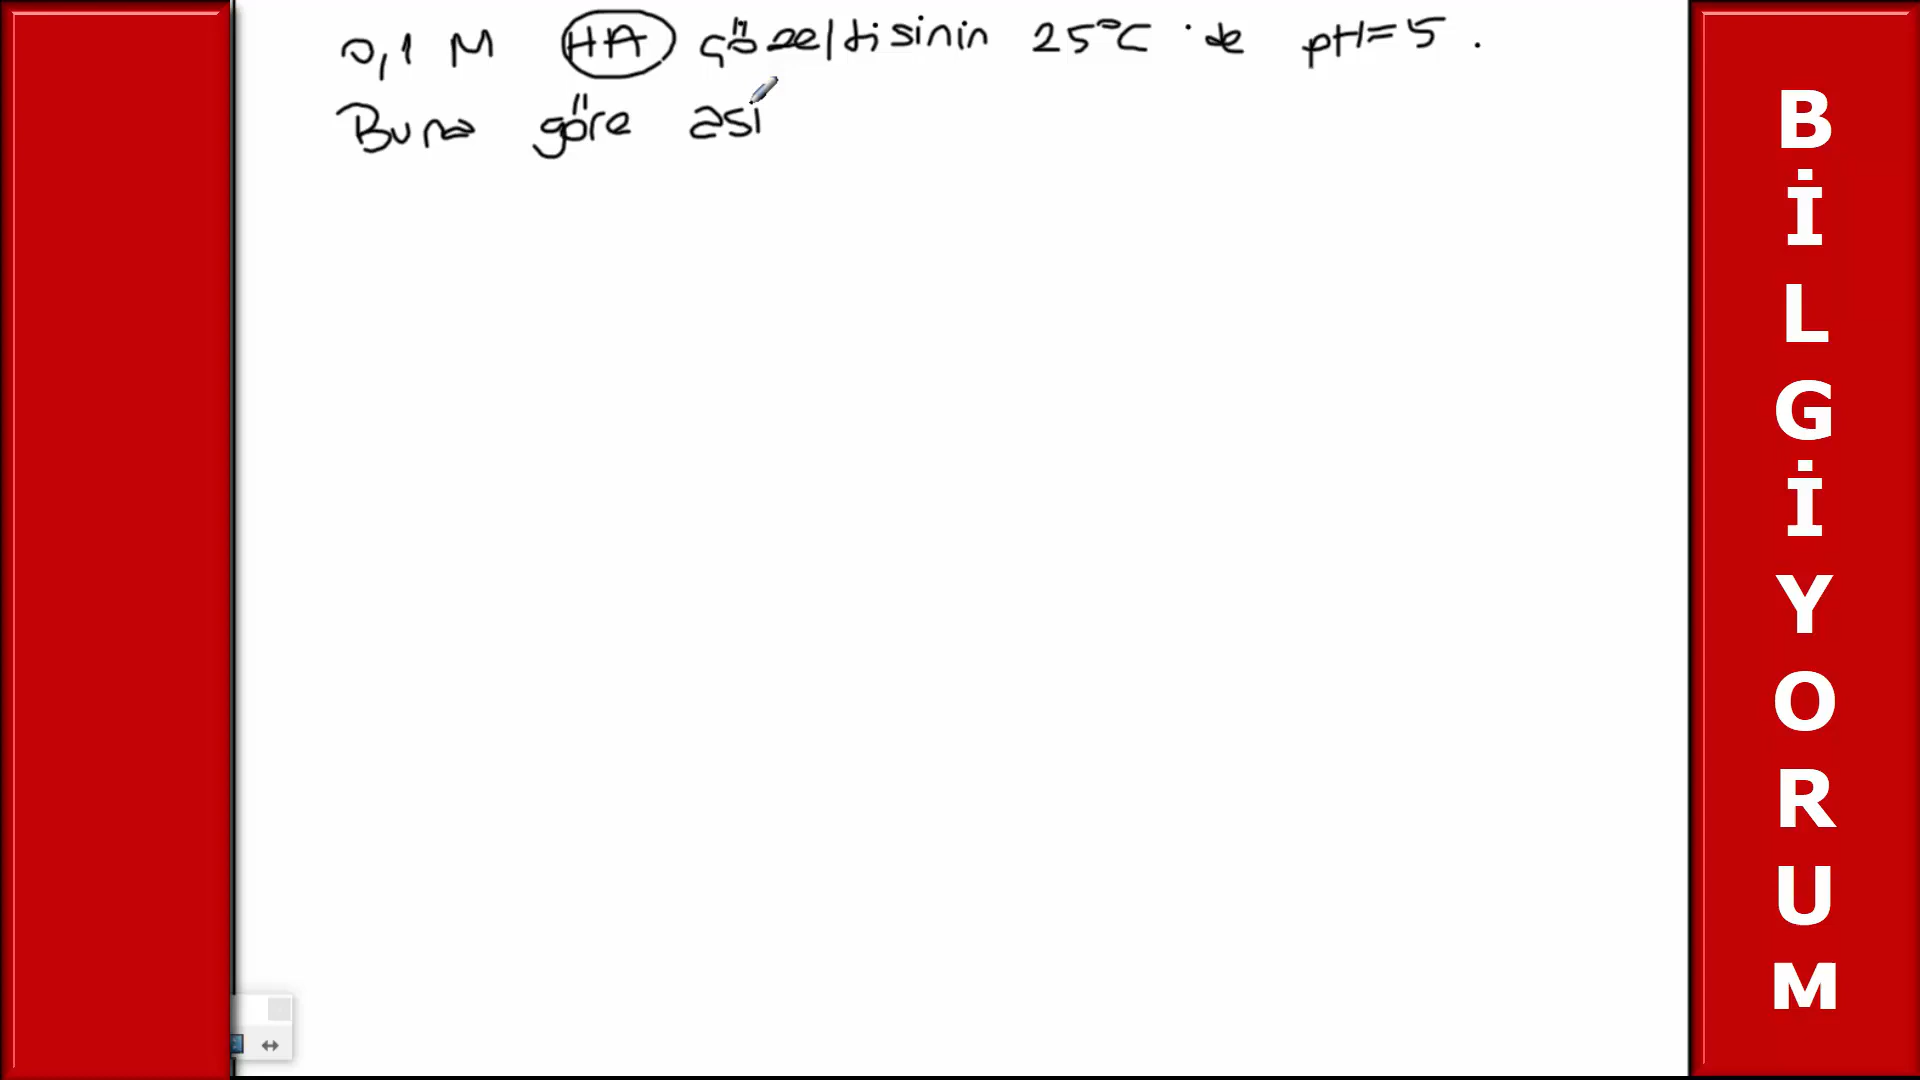 0,1 M HA çözeltisinin 25°C 'de pH=5.
Buna göre asi
BİLGİYORUM